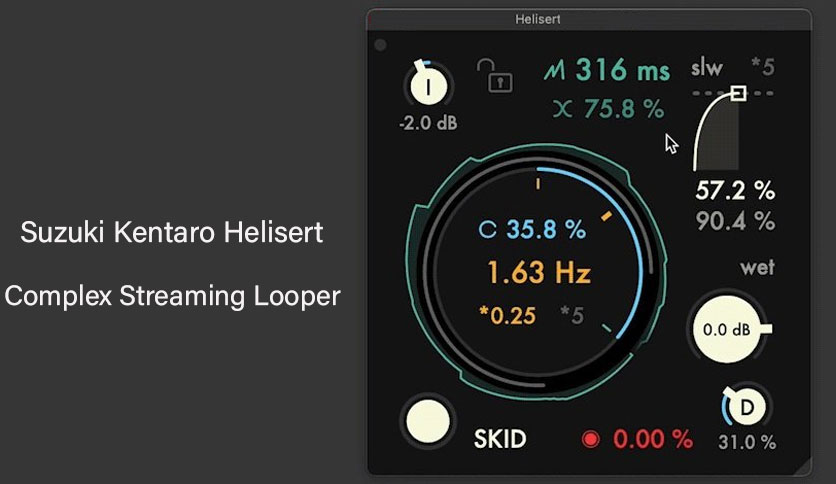 Helisert
I
-2.0 dB
316 ms
75.8 %
slw *5
57.2 %
90.4 %
Suzuki Kentaro Helisert
Complex Streaming Looper
C 35.8 %
1.63 Hz
*0.25 *5
wet
0.0 dB
D
31.0 %
SKID
0.00 %